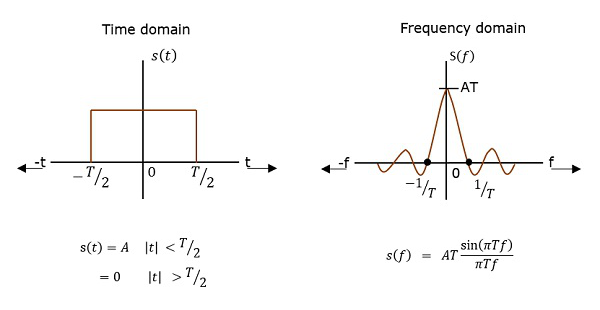 Time domain
s(t)
-t
t
−T/2
0
T/2
s(t) = A |t| < T/2
= 0 |t| > T/2
Frequency domain
S(f)
AT
-f
f
−1/T
0
1/T
s(f) = AT sin(πTf)/πTf